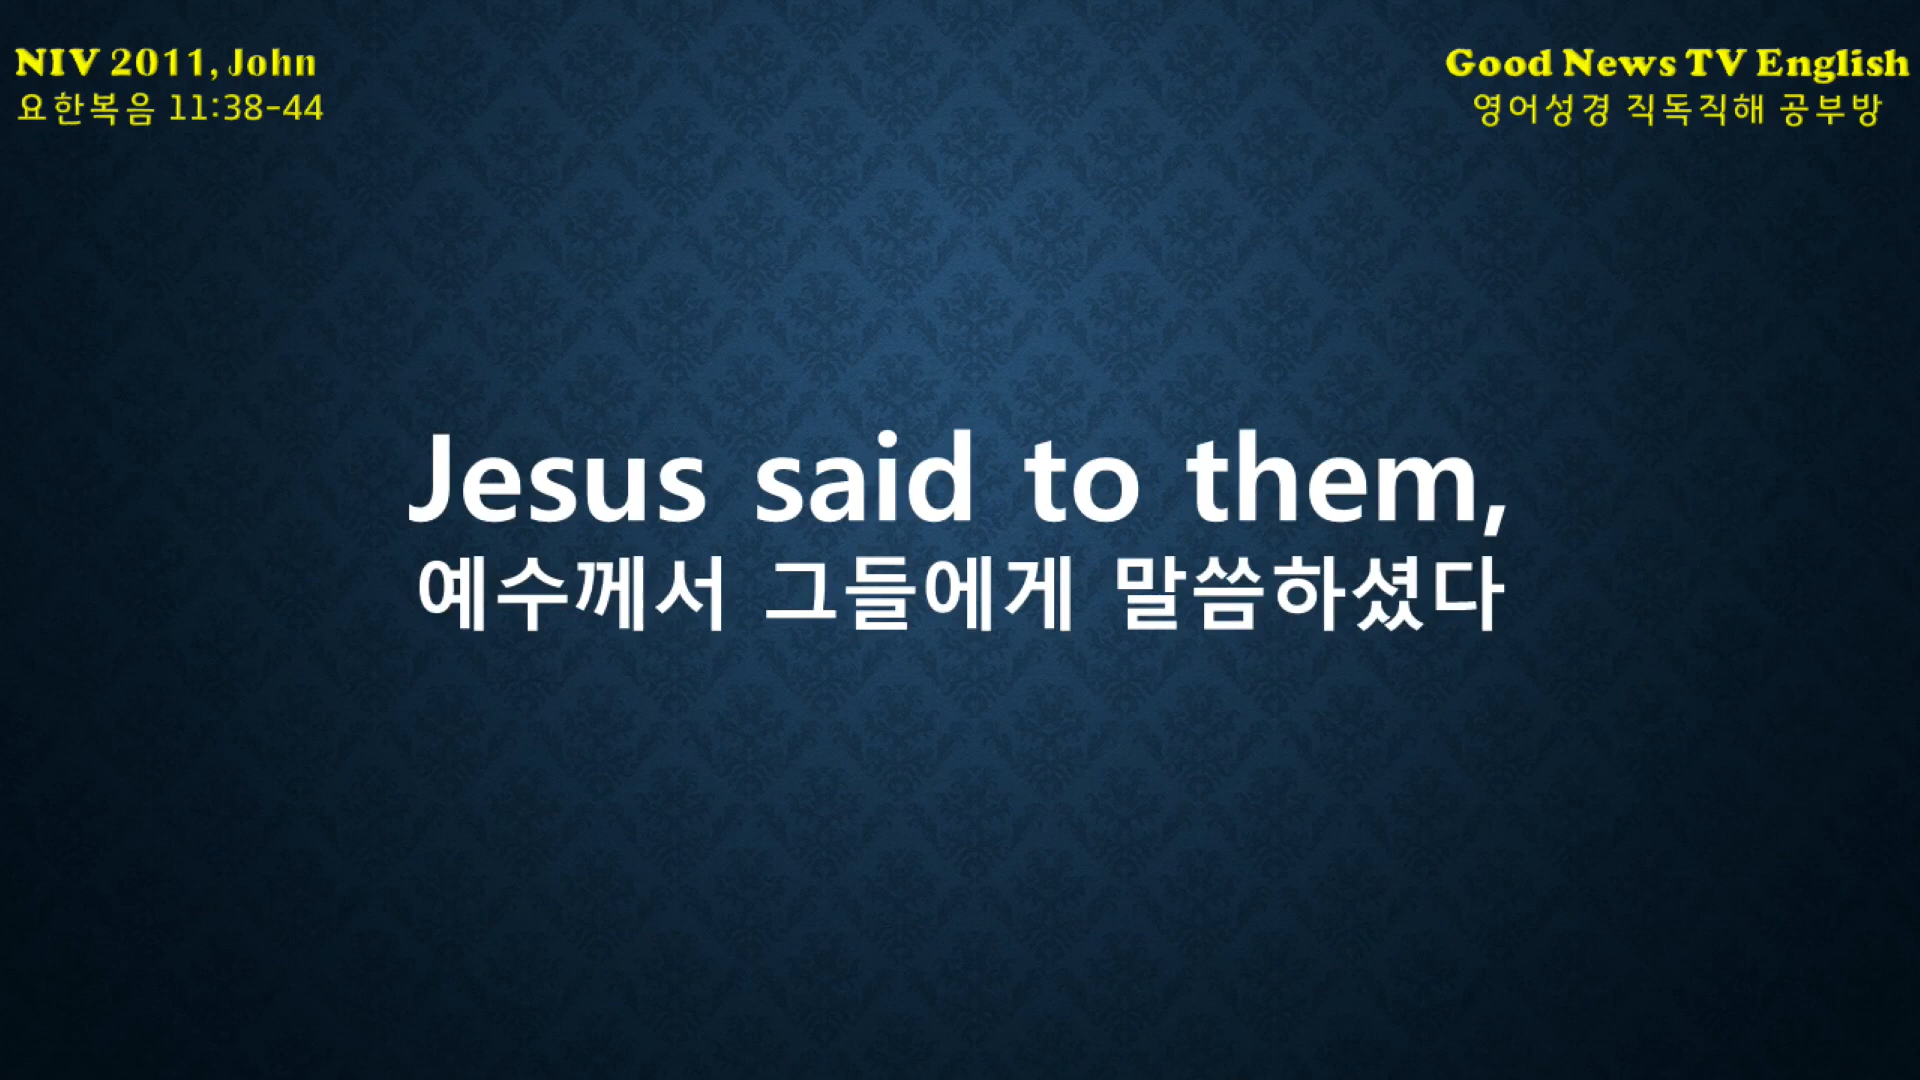 NIV 2011, John
요한복음 11:38-44
Good News TV English
영어성경 직독직해 공부방
Jesus said to them,
예수께서 그들에게 말씀하셨다